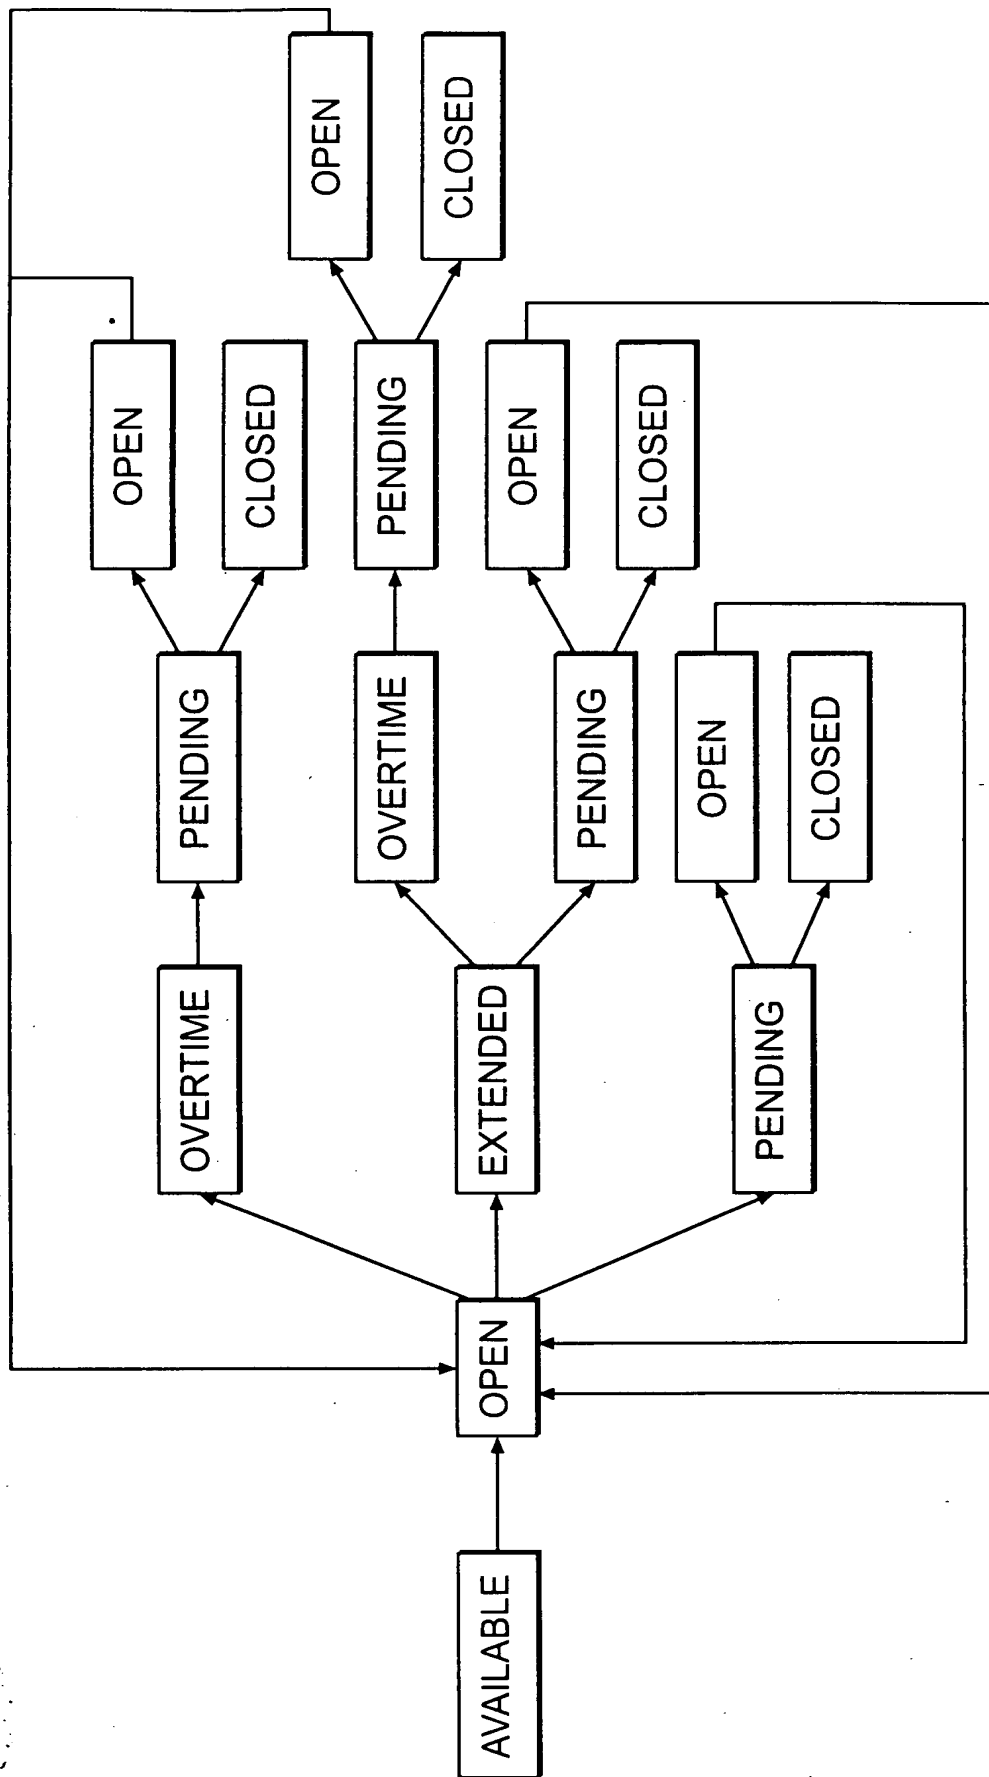 OPEN
OVERTIME
PENDING
CLOSED
OPEN
OVERTIME
PENDING
CLOSED
AVAILABLE
OPEN
EXTENDED
OPEN
PENDING
CLOSED
OPEN
PENDING
CLOSED